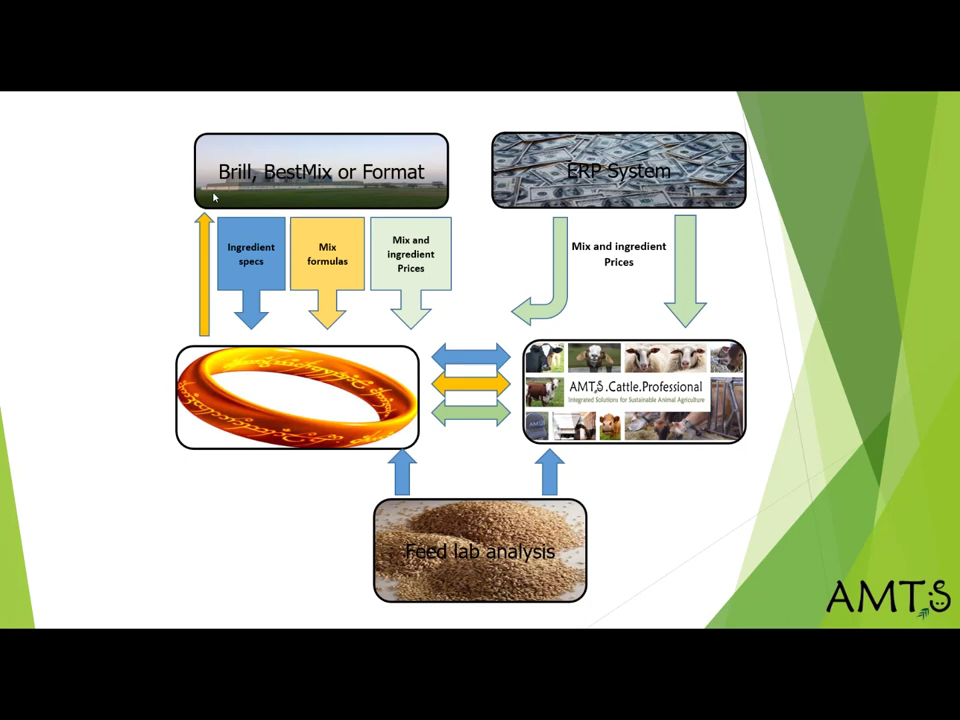 Brill, BestMix or Format
ERP System
Ingredient
specs
Mix
formulas
Mix and
ingredient
Prices
Mix and ingredient
Prices
AMTS.Cattle.Professional
Integrated Solutions for Sustainable Animal Agriculture
Feed lab analysis
AMTS